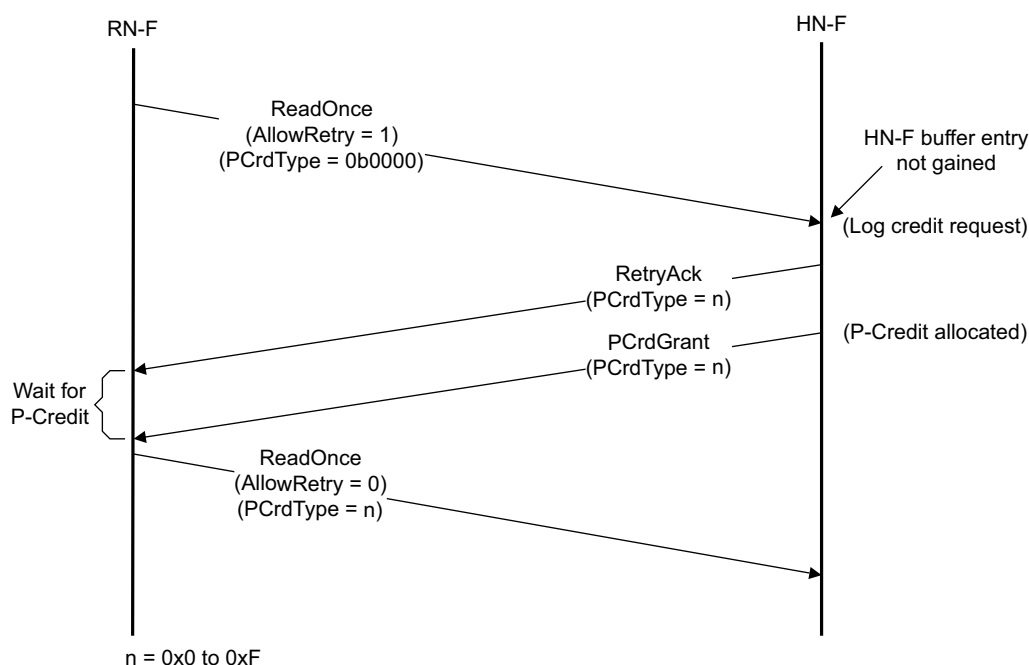 RN-F
HN-F
ReadOnce
(AllowRetry = 1)
(PCrdType = 0b0000)
HN-F buffer entry
not gained
(Log credit request)
RetryAck
(PCrdType = n)
PCrdGrant
(PCrdType = n)
(P-Credit allocated)
Wait for
P-Credit
ReadOnce
(AllowRetry = 0)
(PCrdType = n)
n = 0x0 to 0xF